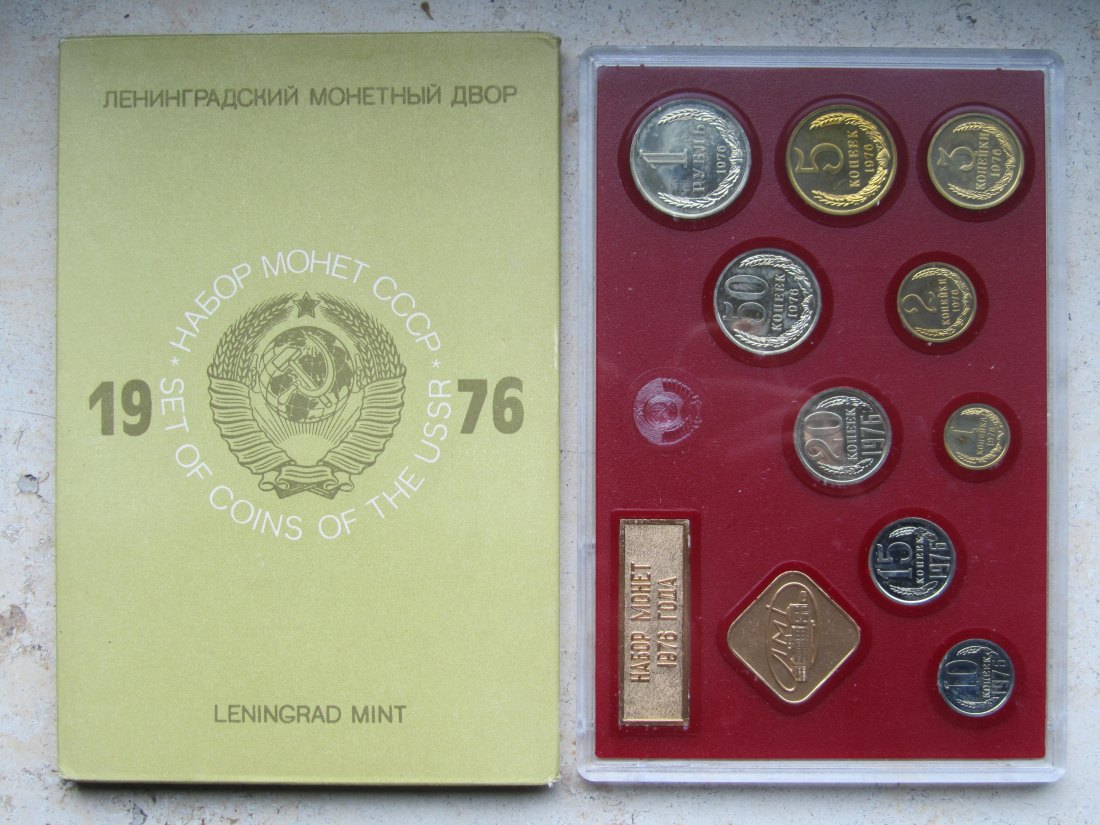 ЛЕНИНГРАДСКИЙ МОНЕТНЫЙ ДВОР
* НАБОР МОНЕТ СССР *
1976
SET OF COINS OF THE USSR
LENINGRAD MINT
1
РУБЛЬ
1976
5
КОПЕЕК
1976
3
КОПЕЙКИ
1976
50
КОПЕЕК
1976
2
КОПЕЙКИ
1976
20
КОПЕЕК
1976
1
КОПЕЙКА
1976
15
КОПЕЕК
1976
10
КОПЕЕК
1976
НАБОР МОНЕТ
1976 ГОДА
ЛМД